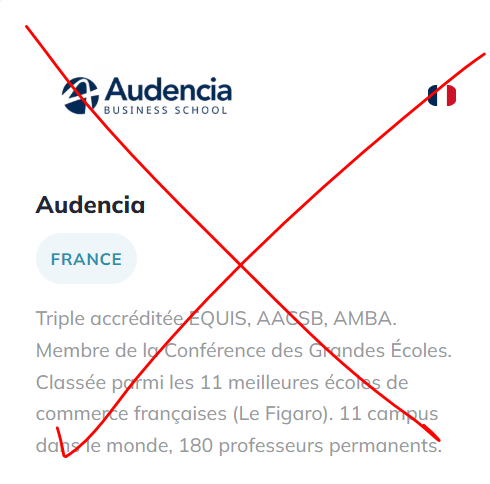 Audencia
BUSINESS SCHOOL
Audencia
FRANCE
Triple accréditée EQUIS, AACSB, AMBA.
Membre de la Conférence des Grandes Écoles.
Classée parmi les 11 meilleures écoles de
commerce françaises (Le Figaro). 11 campus
dans le monde, 180 professeurs permanents.